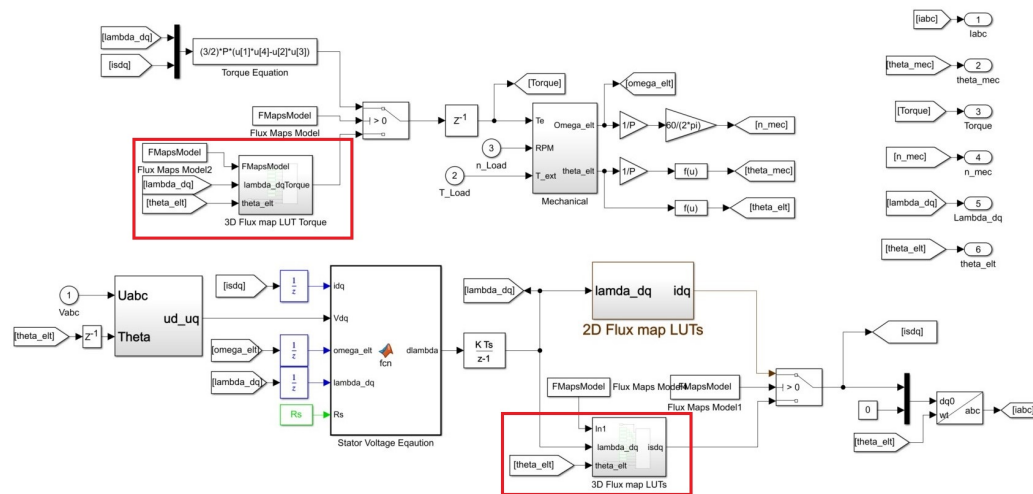 [lambda_dq]
[isdq]
(3/2)*P*(u[1]*u[4]-u[2]*u[3])
Torque Equation
FMapsModel
Flux Maps Model
> 0
Z-1
[Torque]
[omega_elt]
3
n_Load
2
T_Load
Te
RPM
T_ext
Omega_elt
theta_elt
Mechanical
1/P
60/(2*pi)
[n_mec]
1/P
f(u)
[theta_mec]
f(u)
[theta_elt]
FMapsModel
Flux Maps Model2
[lambda_dq]
[theta_elt]
FMapsModel
lambda_dqTorque
theta_elt
3D Flux map LUT Torque
[iabc]
1
Iabc
[theta_mec]
2
theta_mec
[Torque]
3
Torque
[n_mec]
4
n_mec
[lambda_dq]
5
Lambda_dq
[theta_elt]
6
theta_elt
1
Vabc
[theta_elt]
Z-1
Uabc
Theta
ud_uq
[isdq]
1
z
[omega_elt]
1
z
[lambda_dq]
1
z
Rs
idq
Vdq
omega_elt
lambda_dq
Rs
fcn
dlambda
Stator Voltage Eqaution
K Ts
z-1
[lambda_dq]
lamda_dq
idq
2D Flux map LUTs
FMapsModel
Flux Maps Model4
FMapsModel
Flux Maps Model1
> 0
[isdq]
In1
lambda_dq
theta_elt
isdq
3D Flux map LUTs
[theta_elt]
0
[theta_elt]
dq0
wt
abc
[iabc]